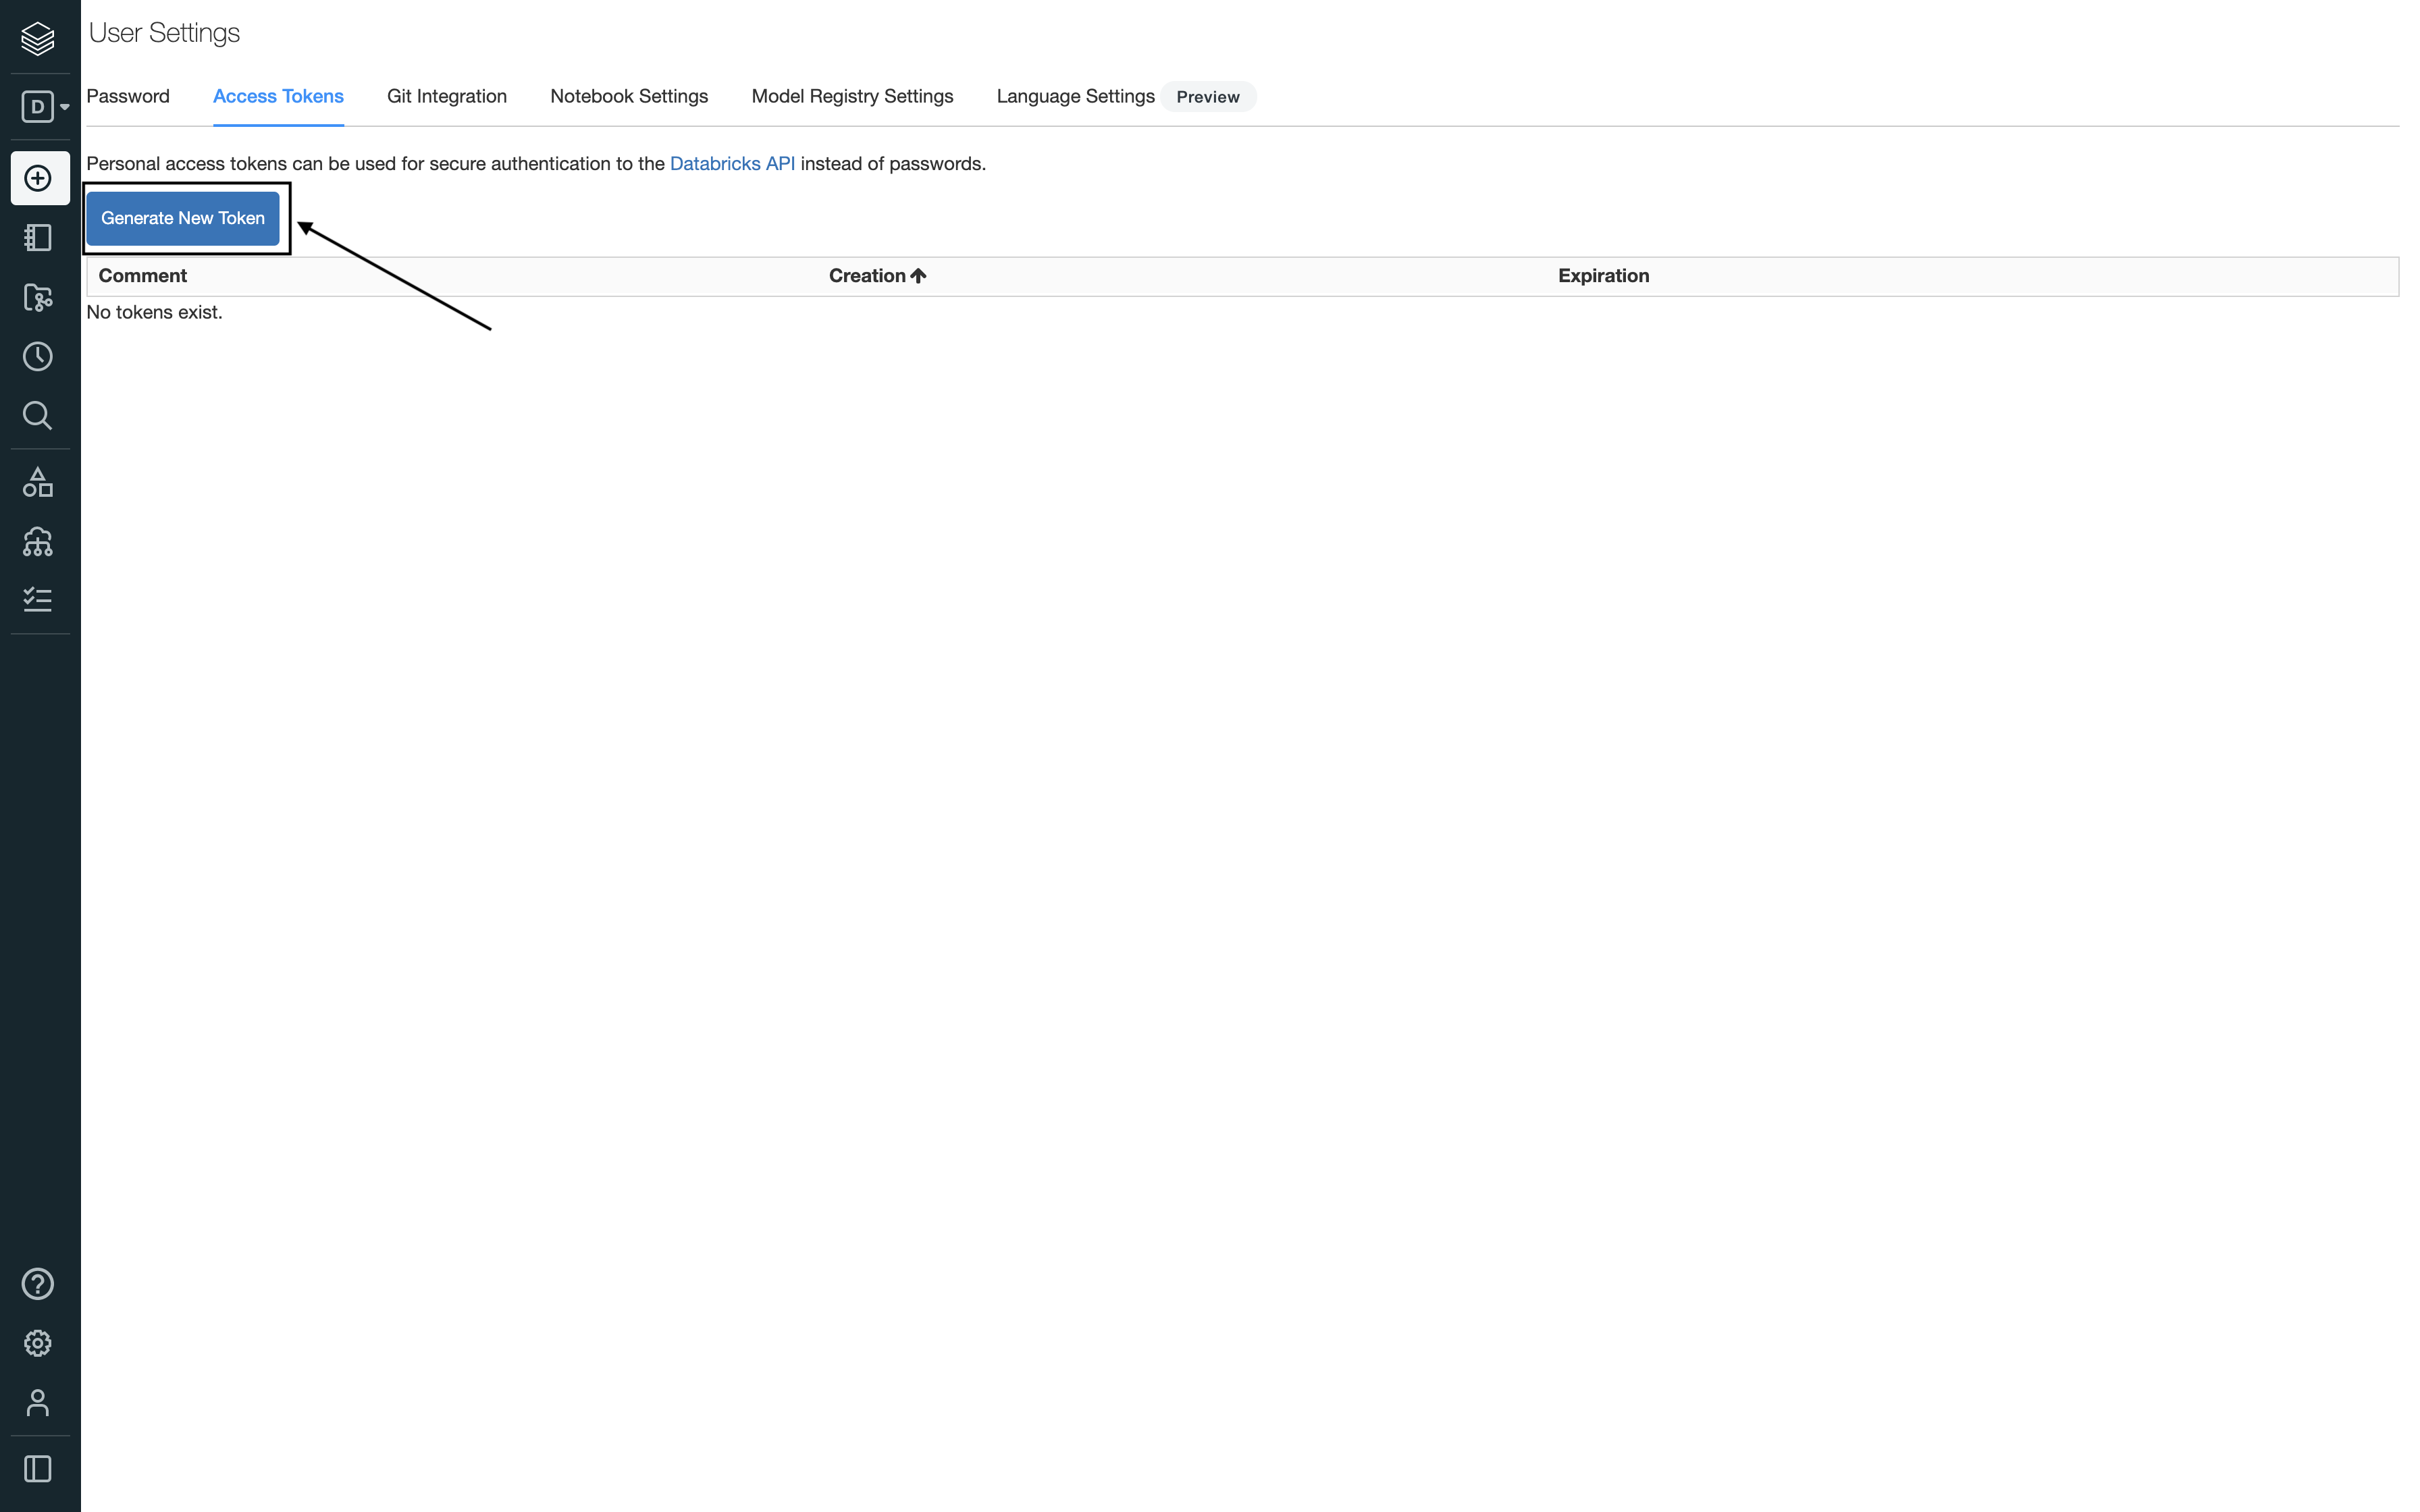 User Settings
D
Password Access Tokens Git Integration Notebook Settings Model Registry Settings Language Settings Preview
Personal access tokens can be used for secure authentication to the Databricks API instead of passwords.
Generate New Token
Comment Creation Expiration
No tokens exist.